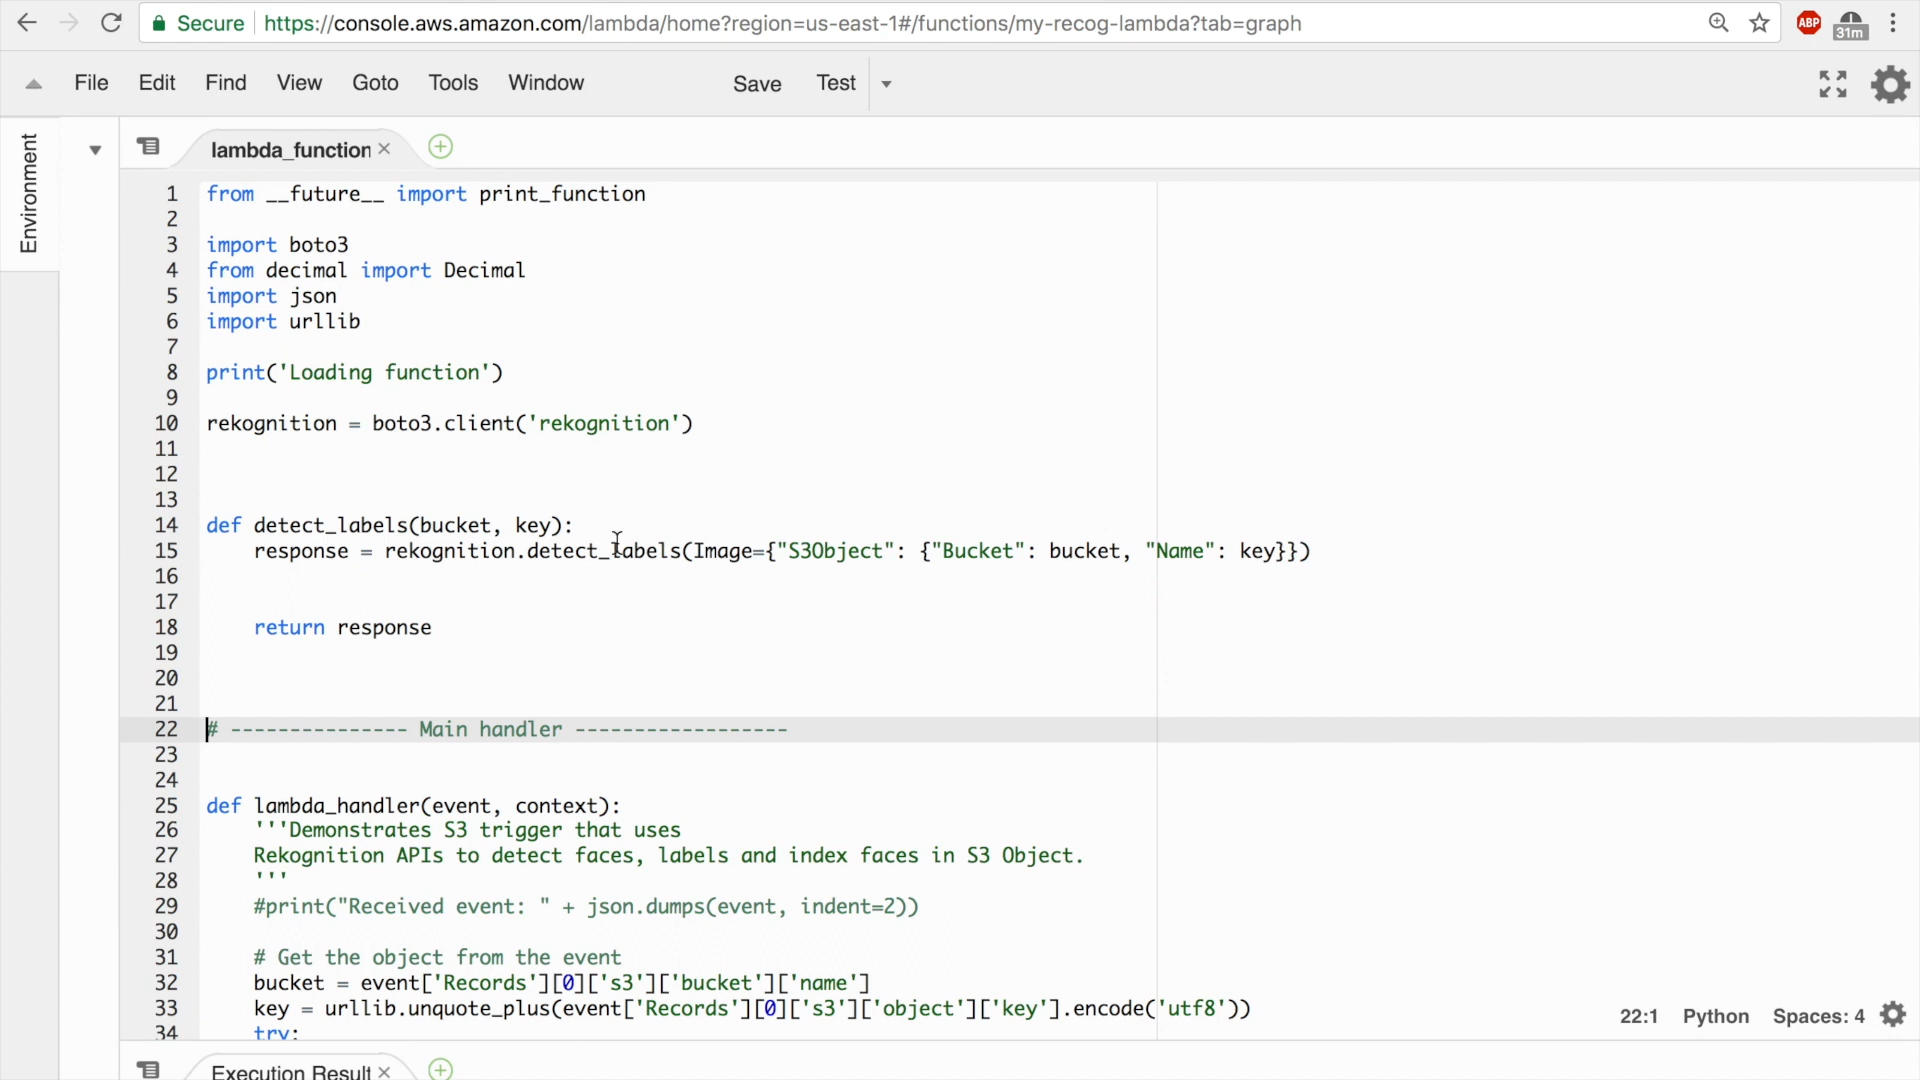 Secure https://console.aws.amazon.com/lambda/home?region=us-east-1#/functions/my-recog-lambda?tab=graph
ABP
31m
File Edit Find View Goto Tools Window Save Test
Environment
lambda_function
1 from __future__ import print_function
2
3 import boto3
4 from decimal import Decimal
5 import json
6 import urllib
7
8 print('Loading function')
9
10 rekognition = boto3.client('rekognition')
11
12
13
14 def detect_labels(bucket, key):
15 response = rekognition.detect_labels(Image={"S3Object": {"Bucket": bucket, "Name": key}})
16
17
18 return response
19
20
21
22 # --------------- Main handler ------------------
23
24
25 def lambda_handler(event, context):
26 '''Demonstrates S3 trigger that uses
27 Rekognition APIs to detect faces, labels and index faces in S3 Object.
28 '''
29 #print("Received event: " + json.dumps(event, indent=2))
30
31 # Get the object from the event
32 bucket = event['Records'][0]['s3']['bucket']['name']
33 key = urllib.unquote_plus(event['Records'][0]['s3']['object']['key'].encode('utf8'))
34 try:
22:1 Python Spaces: 4
Execution Result